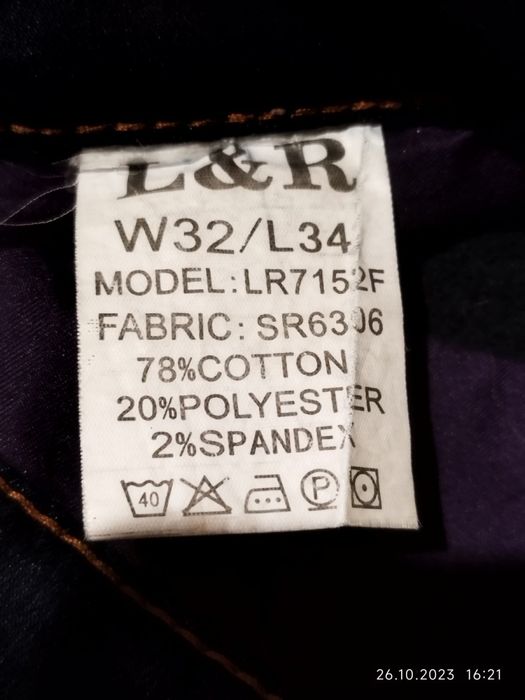 L&R
W32/L34
MODEL:LR7152F
FABRIC: SR6306
78%COTTON
20%POLYESTER
2%SPANDEX
40 P
26.10.2023 16:21